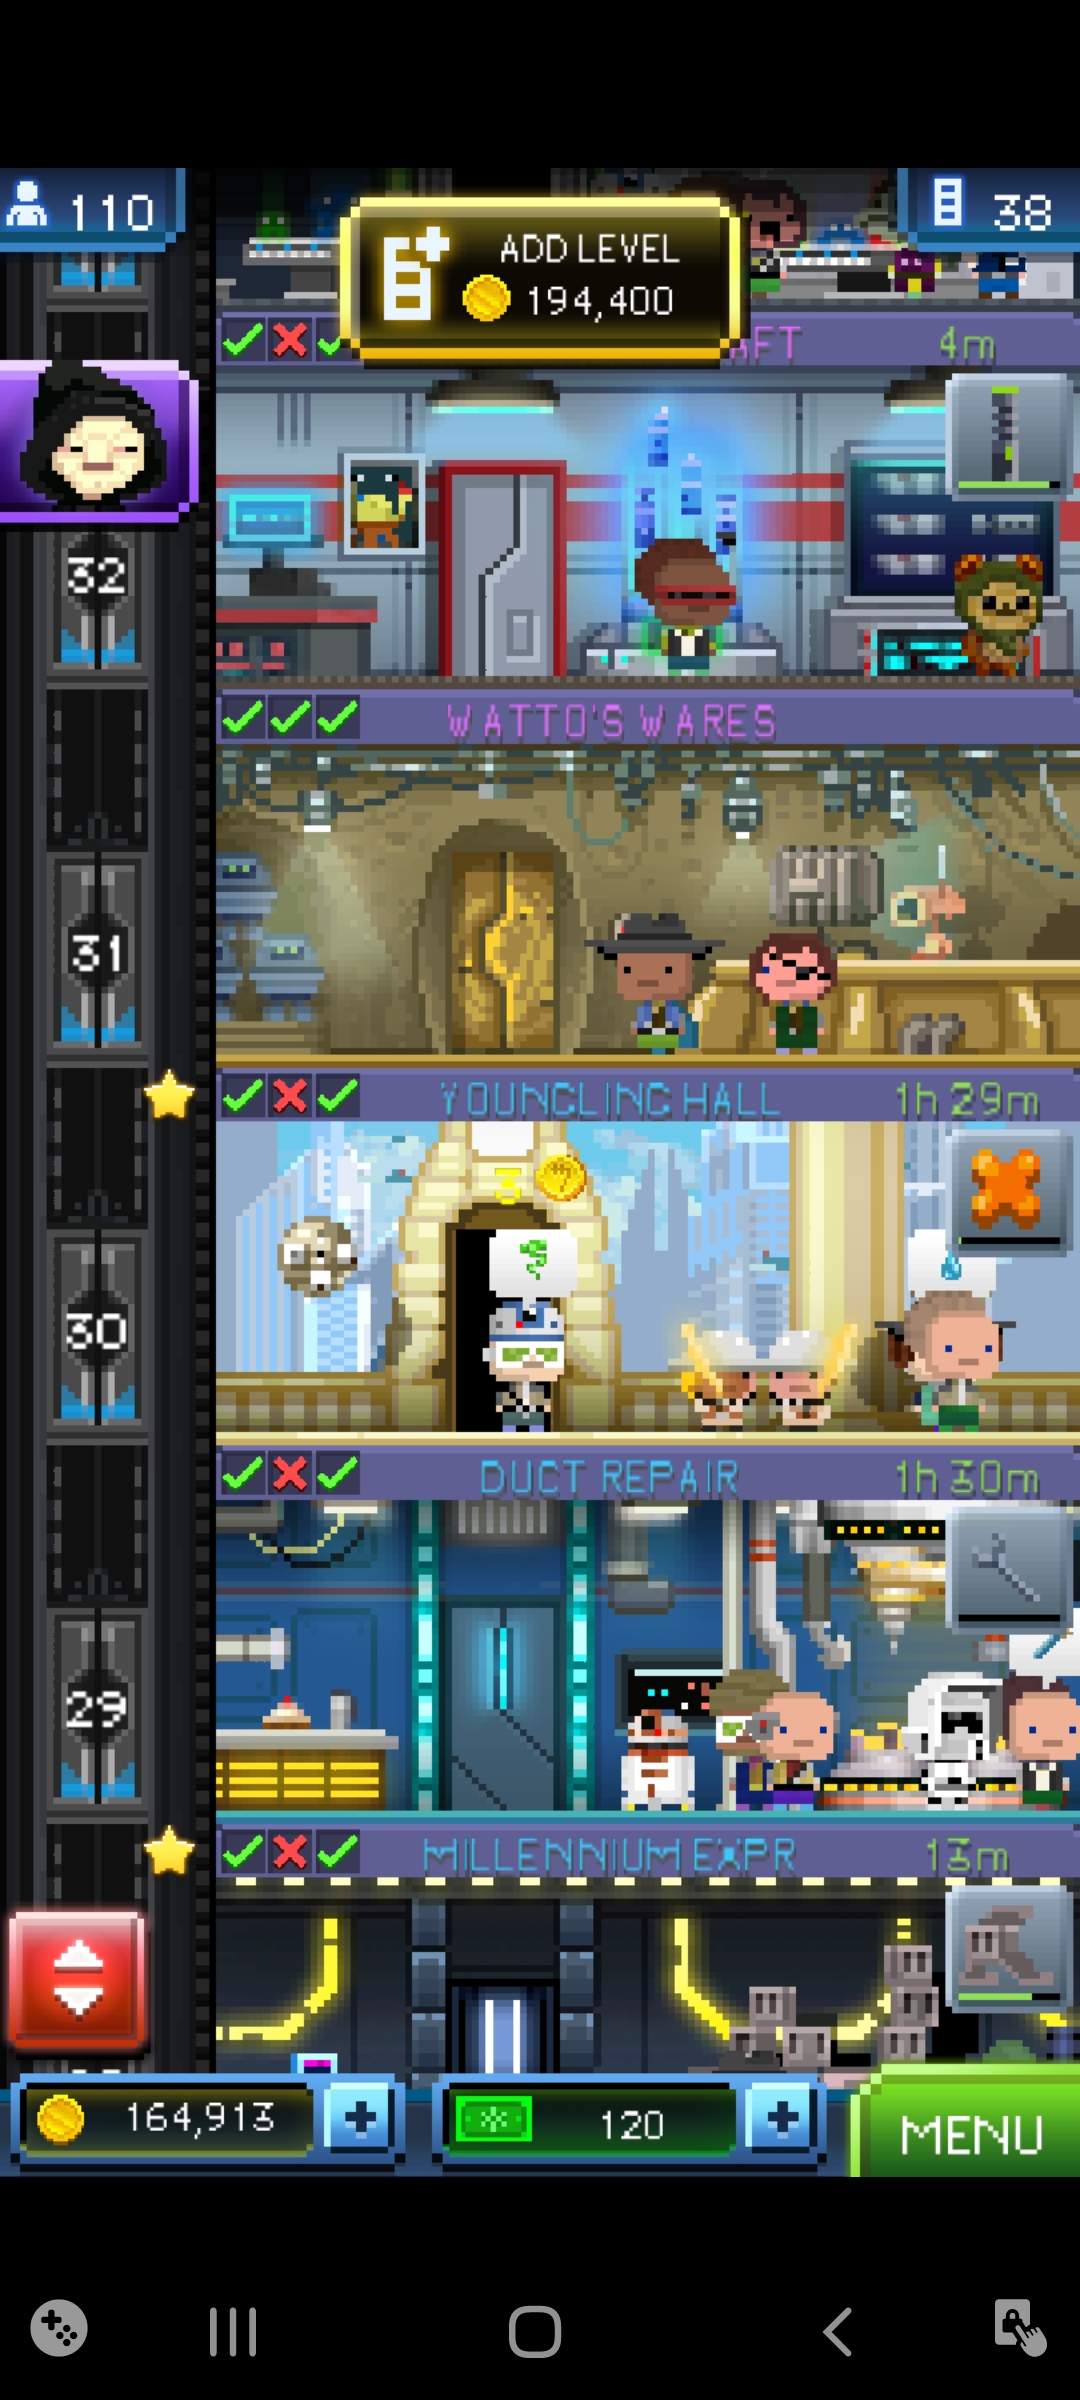 110
ADD LEVEL
194,400
38
AFT
4m
32
WATTO'S WARES
31
YOUNGLING HALL
1h 29m
30
DUCT REPAIR
1h 30m
29
MILLENNIUM EXPR
13m
164,913
120
MENU